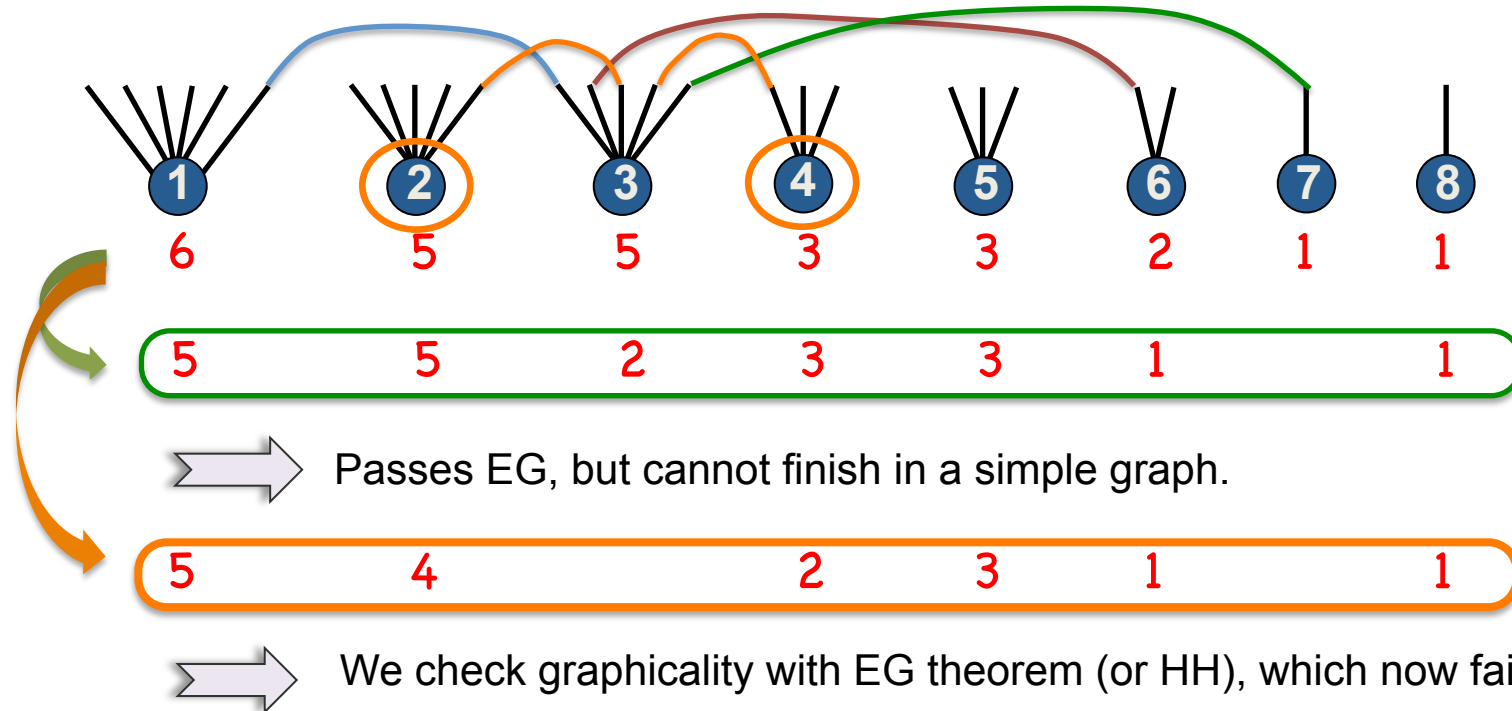 1 2 3 4 5 6 7 8
6 5 5 3 3 2 1 1
5 5 2 3 3 1 1
Passes EG, but cannot finish in a simple graph.
5 4 2 3 1 1
We check graphicality with EG theorem (or HH), which now fai